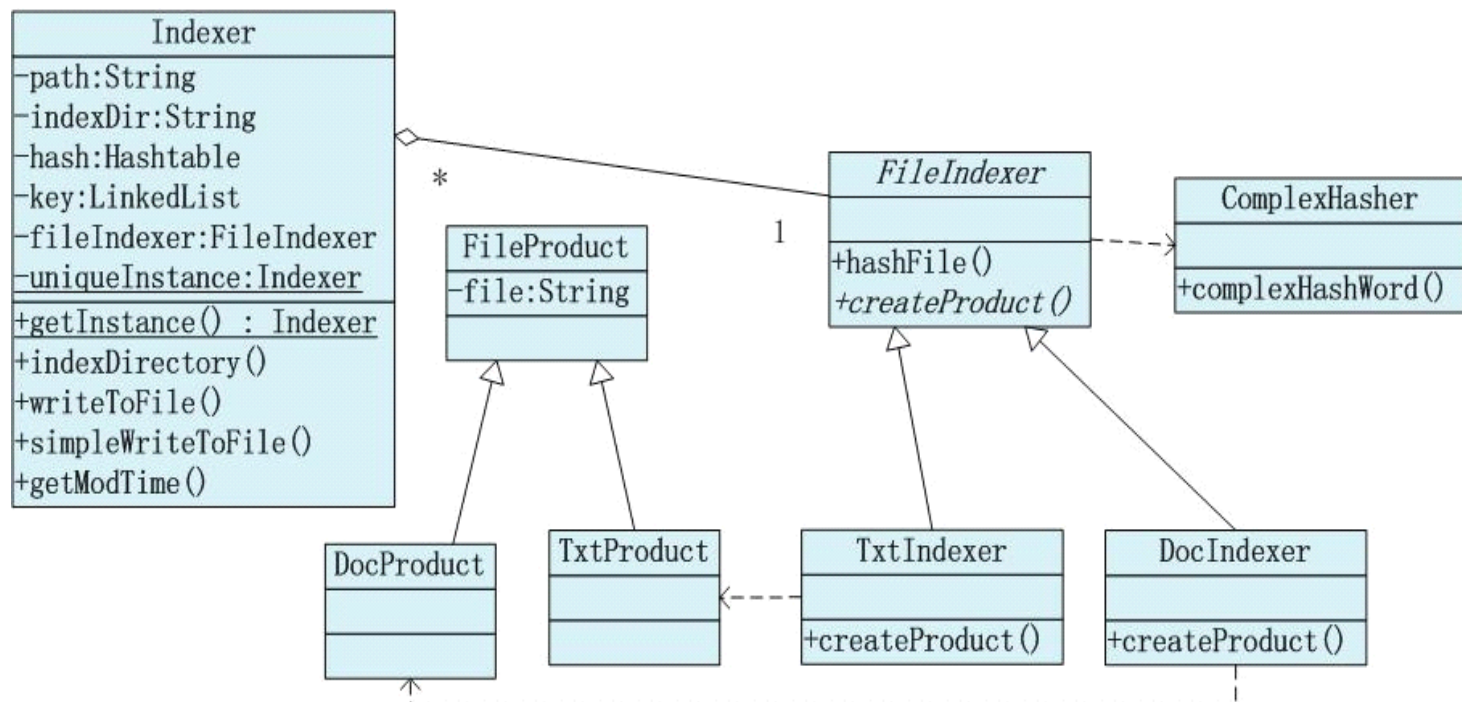 Indexer
-path:String
-indexDir:String
-hash:Hashtable
-key:LinkedList
-fileIndexer:FileIndexer
-uniqueInstance:Indexer
+getInstance() : Indexer
+indexDirectory()
+writeToFile()
+simpleWriteToFile()
+getModTime()
*
1
FileProduct
-file:String
FileIndexer
+hashFile()
+createProduct()
ComplexHasher
+complexHashWord()
DocProduct
TxtProduct
TxtIndexer
+createProduct()
DocIndexer
+createProduct()